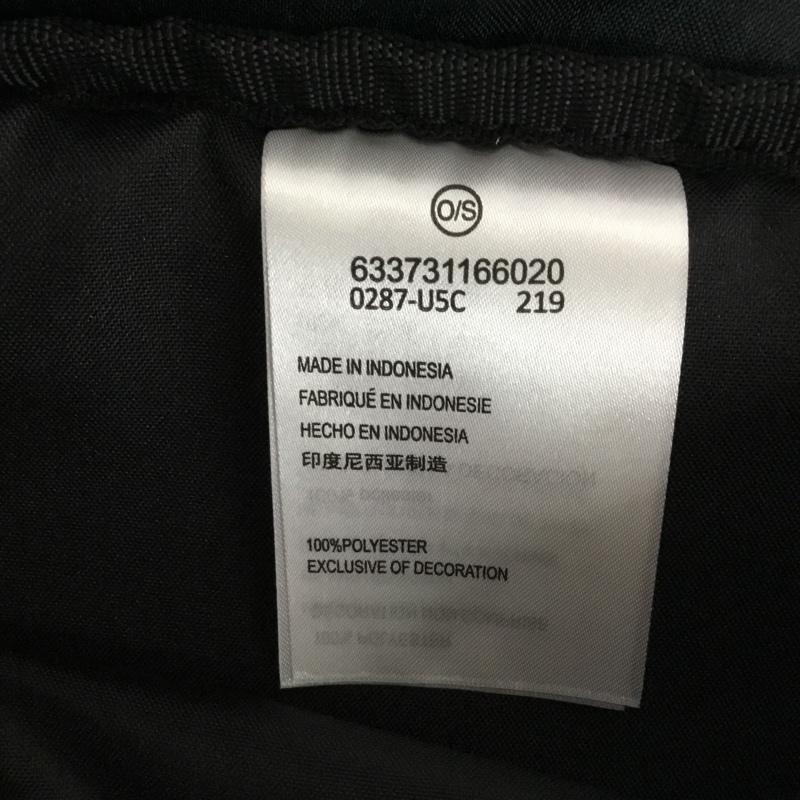 O/S
633731166020
0287-U5C 219
MADE IN INDONESIA
FABRIQUÉ EN INDONESIE
HECHO EN INDONESIA
印度尼西亚制造
100%POLYESTER
EXCLUSIVE OF DECORATION